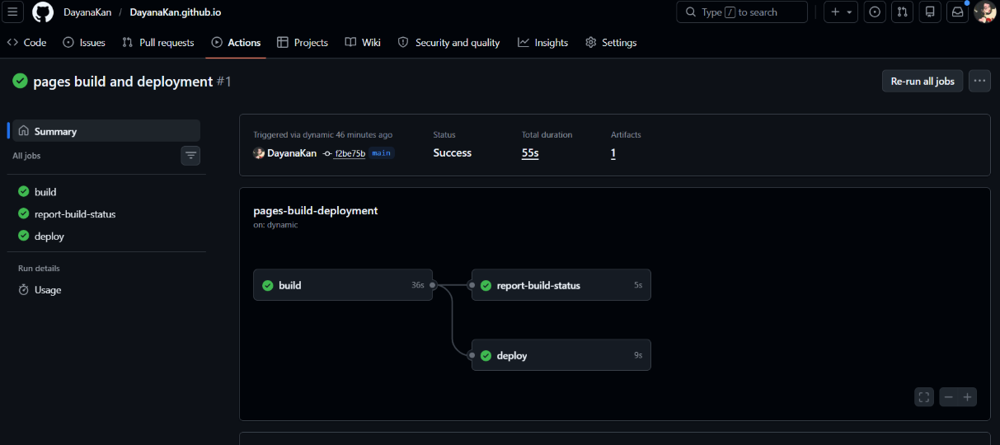 DayanaKan / DayanaKan.github.io
Type / to search
Code Issues Pull requests Actions Projects Wiki Security and quality Insights Settings
pages build and deployment #1
Re-run all jobs
Summary
All jobs
build
report-build-status
deploy
Run details
Usage
Triggered via dynamic 46 minutes ago
DayanaKan f2be75b main
Status
Success
Total duration
55s
Artifacts
1
pages-build-deployment
on: dynamic
build 36s
report-build-status 5s
deploy 9s